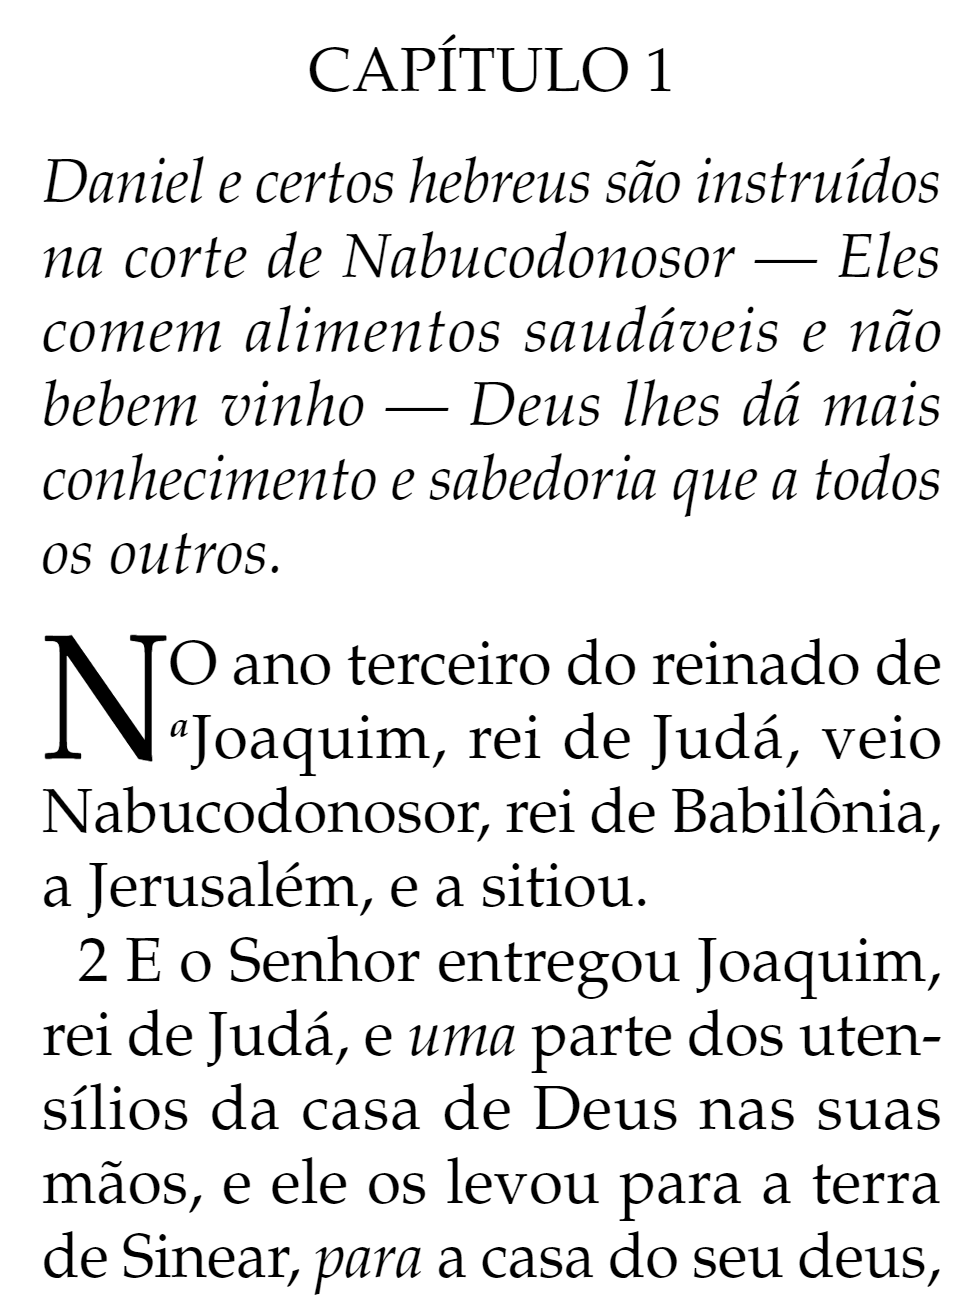 CAPÍTULO 1
Daniel e certos hebreus são instruídos
na corte de Nabucodonosor — Eles
comem alimentos saudáveis e não
bebem vinho — Deus lhes dá mais
conhecimento e sabedoria que a todos
os outros.
NO ano terceiro do reinado de
aJoaquim, rei de Judá, veio
Nabucodonosor, rei de Babilônia,
a Jerusalém, e a sitiou.
2 E o Senhor entregou Joaquim,
rei de Judá, e uma parte dos uten-
sílios da casa de Deus nas suas
mãos, e ele os levou para a terra
de Sinear, para a casa do seu deus,